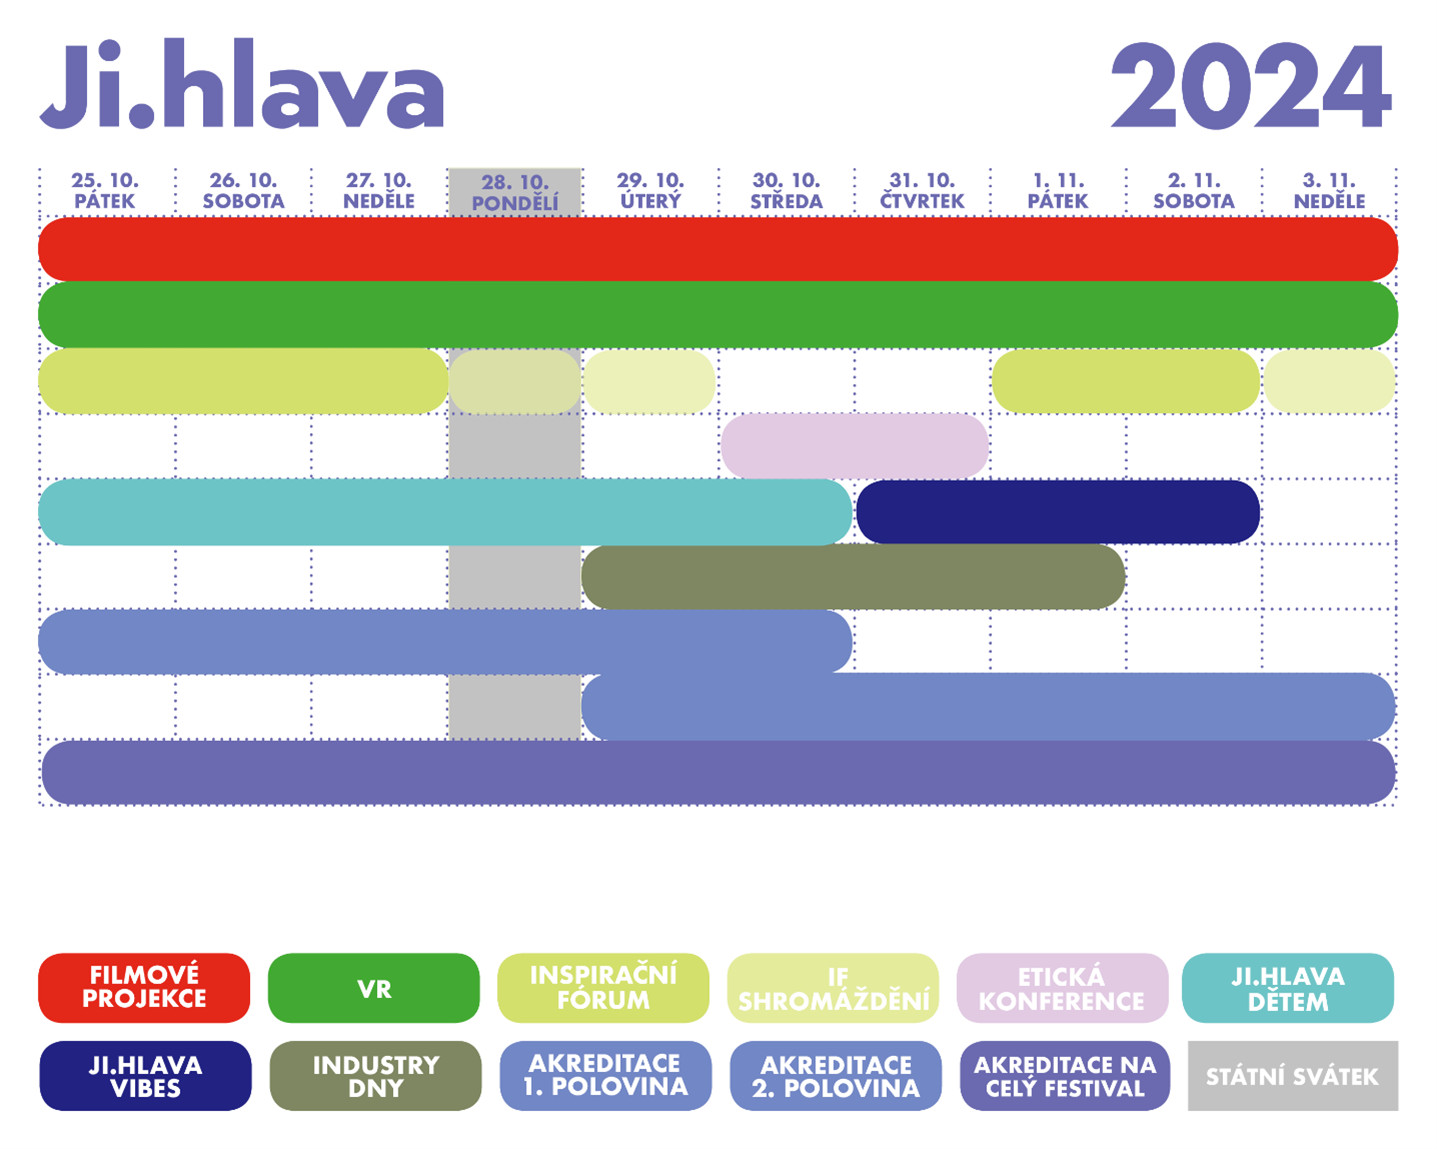 Ji.hlava 2024
25. 10. 26. 10. 27. 10. 28. 10. 29. 10. 30. 10. 31. 10. 1. 11. 2. 11. 3. 11.
PÁTEK SOBOTA NEDĚLE PONDĚLÍ ÚTERÝ STŘEDA ČTVRTEK PÁTEK SOBOTA NEDĚLE
FILMOVÉ
PROJEKCE
VR
INSPIRAČNÍ
FÓRUM
IF
SHROMÁŽDĚNÍ
ETICKÁ
KONFERENCE
JI.HLAVA
DĚTEM
JI.HLAVA
VIBES
INDUSTRY
DNY
AKREDITACE
1. POLOVINA
AKREDITACE
2. POLOVINA
AKREDITACE NA
CELÝ FESTIVAL
STÁTNÍ SVÁTEK